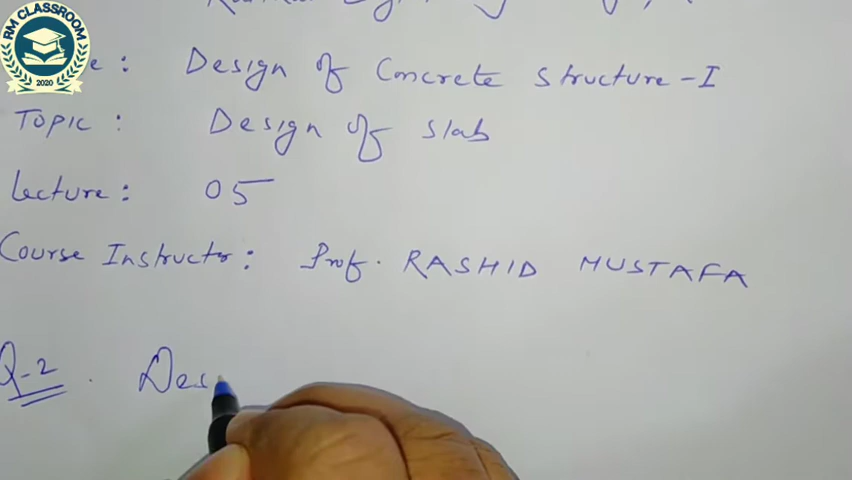 RM CLASSROOM
2020
e : Design of Concrete Structure - I
Topic : Design of slab
Lecture : 05
Course Instructor : Prof. RASHID MUSTAFA
Q-2 . Des